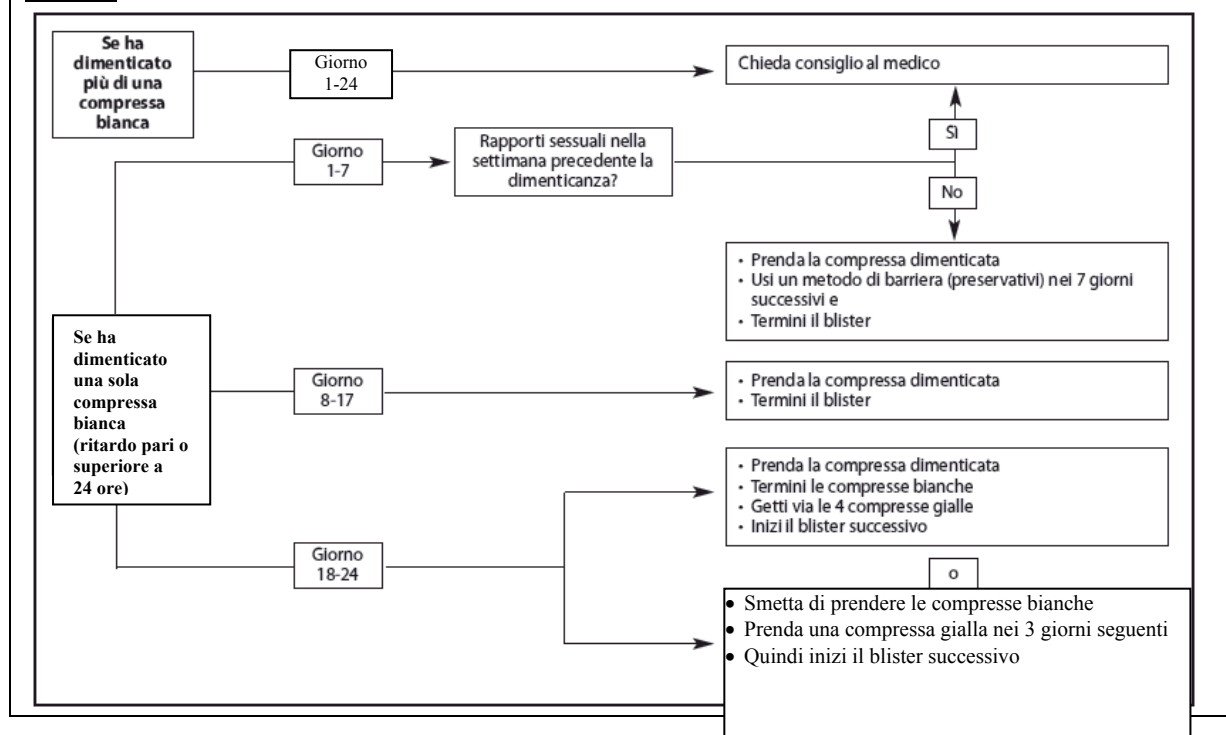 Se ha
dimenticato
più di una
compressa
bianca
Giorno
1-24
Chieda consiglio al medico
Sì
Giorno
1-7
Rapporti sessuali nella
settimana precedente la
dimenticanza?
No
• Prenda la compressa dimenticata
• Usi un metodo di barriera (preservativi) nei 7 giorni
successivi e
• Termini il blister
Se ha
dimenticato
una sola
compressa
bianca
(ritardo pari o
superiore a
24 ore)
Giorno
8-17
• Prenda la compressa dimenticata
• Termini il blister
Giorno
18-24
• Prenda la compressa dimenticata
• Termini le compresse bianche
• Getti via le 4 compresse gialle
• Inizi il blister successivo
o
• Smetta di prendere le compresse bianche
• Prenda una compressa gialla nei 3 giorni seguenti
• Quindi inizi il blister successivo